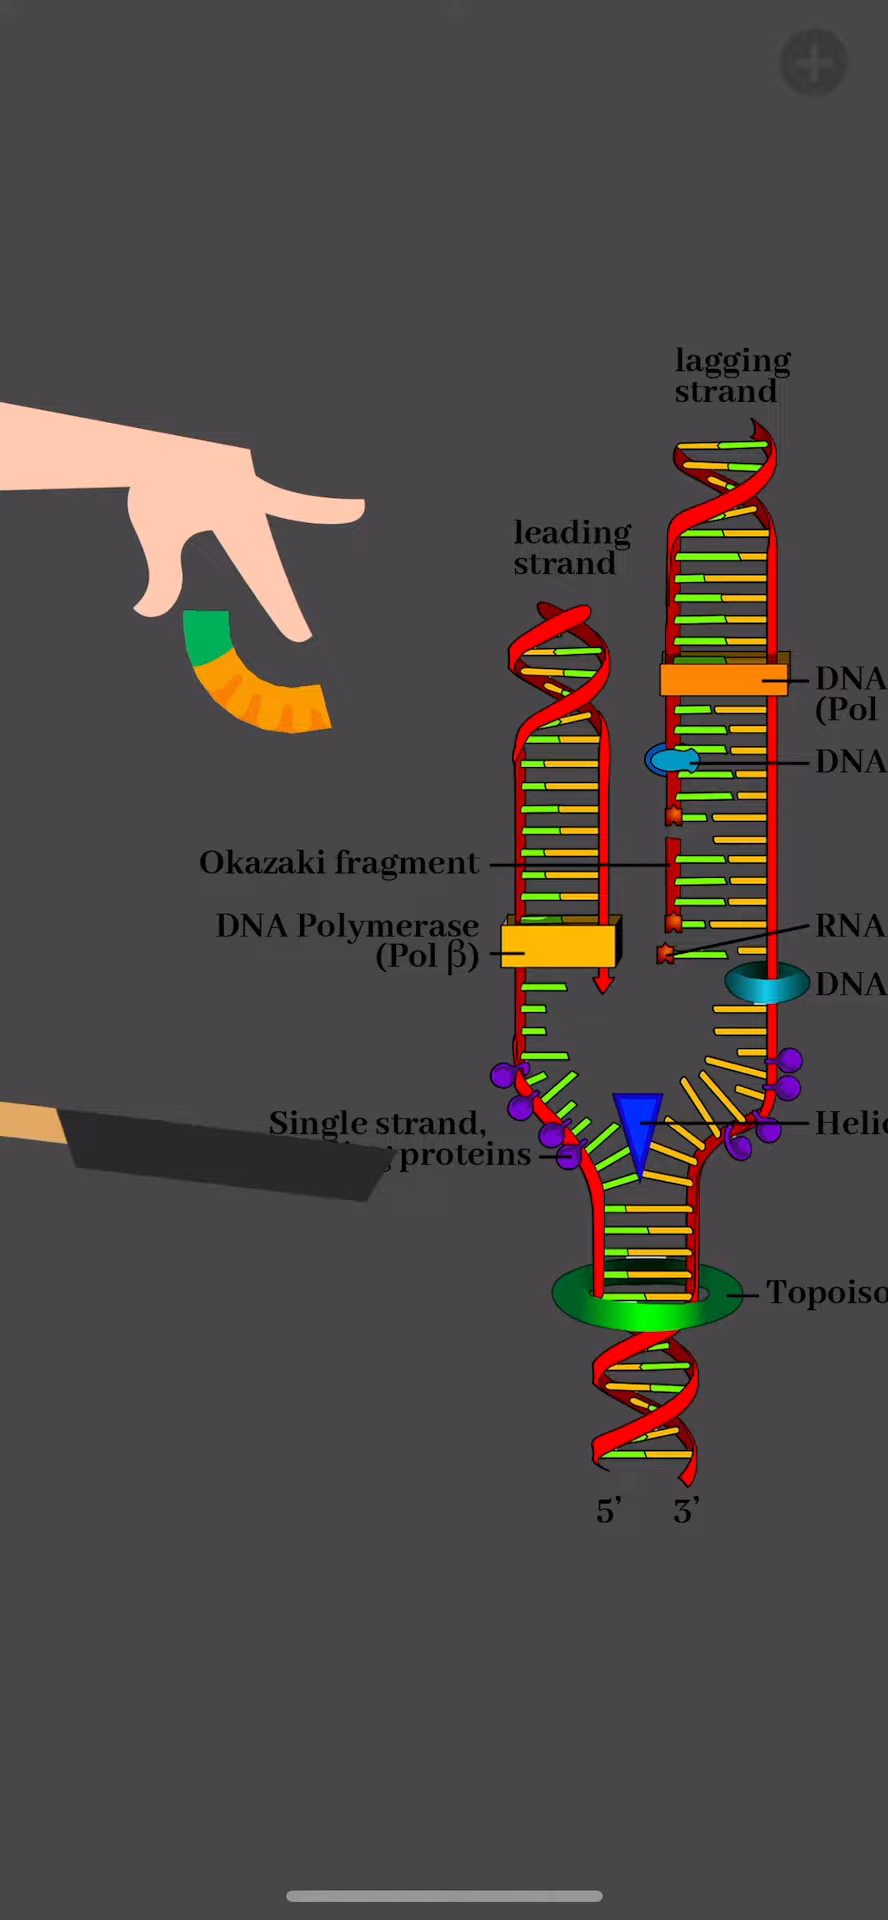 lagging
strand
leading
strand
DNA
(Pol
DNA
Okazaki fragment
DNA Polymerase
(Pol β)
RNA
DNA
Single strand,
proteins
Helic
Topoiso
5’ 3’